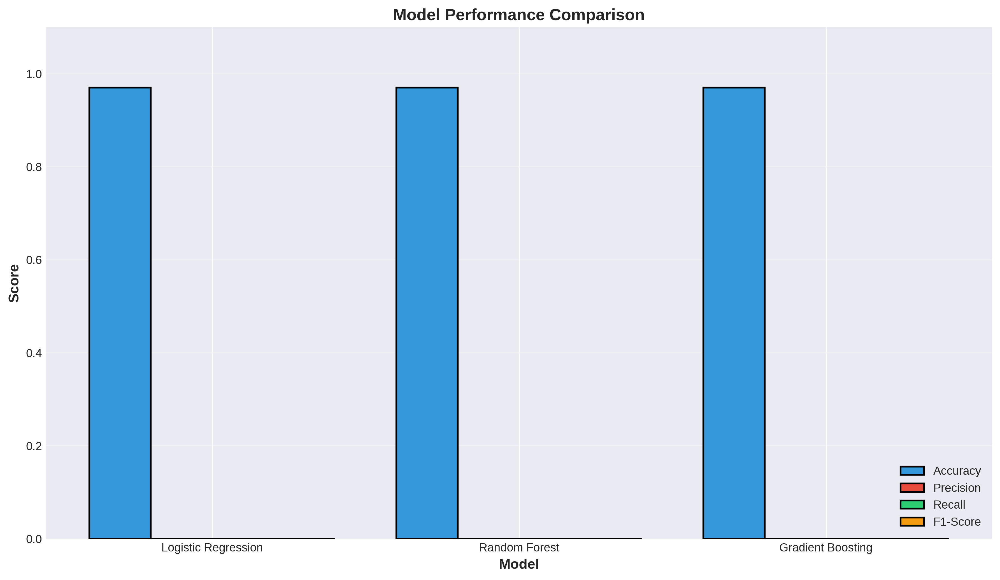 Model Performance Comparison
Score
1.0
0.8
0.6
0.4
0.2
0.0
Accuracy
Precision
Recall
F1-Score
Logistic Regression
Random Forest
Gradient Boosting
Model